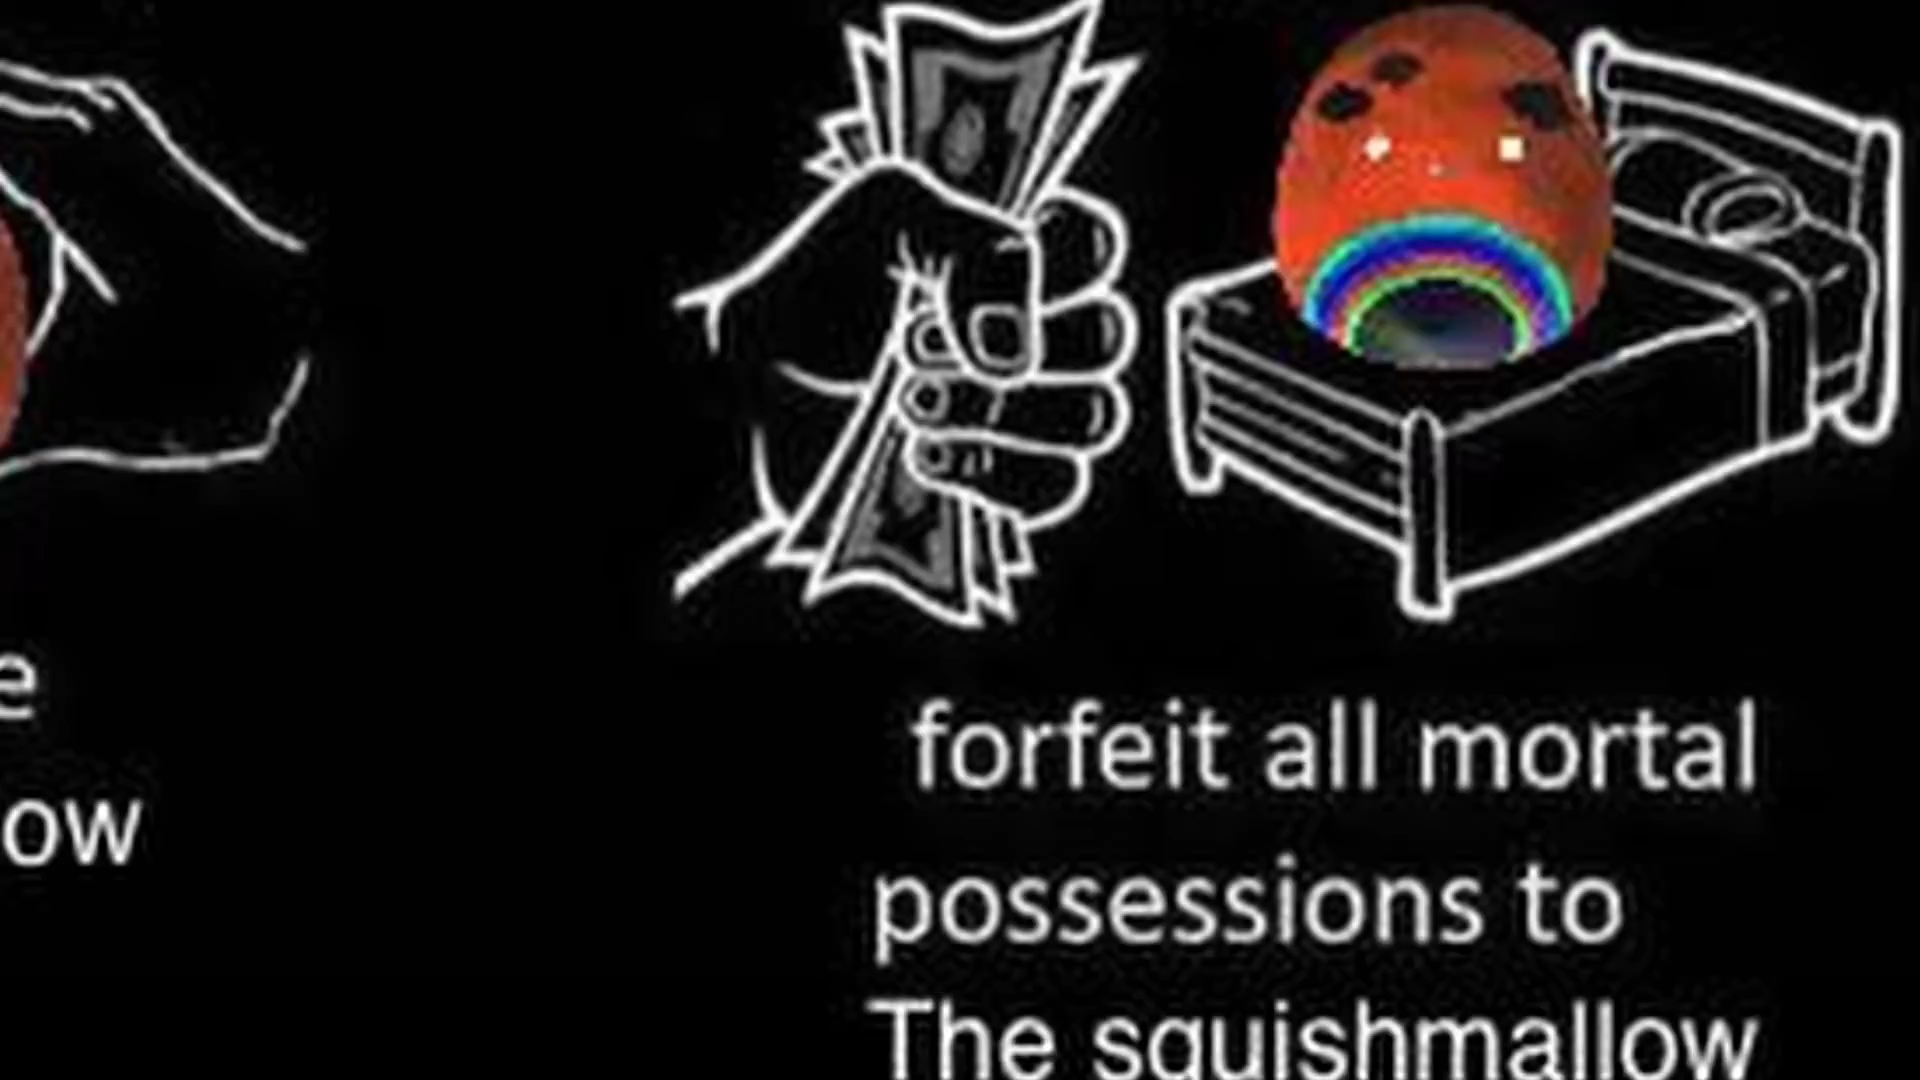 e
ow
forfeit all mortal
possessions to
The squishmallow